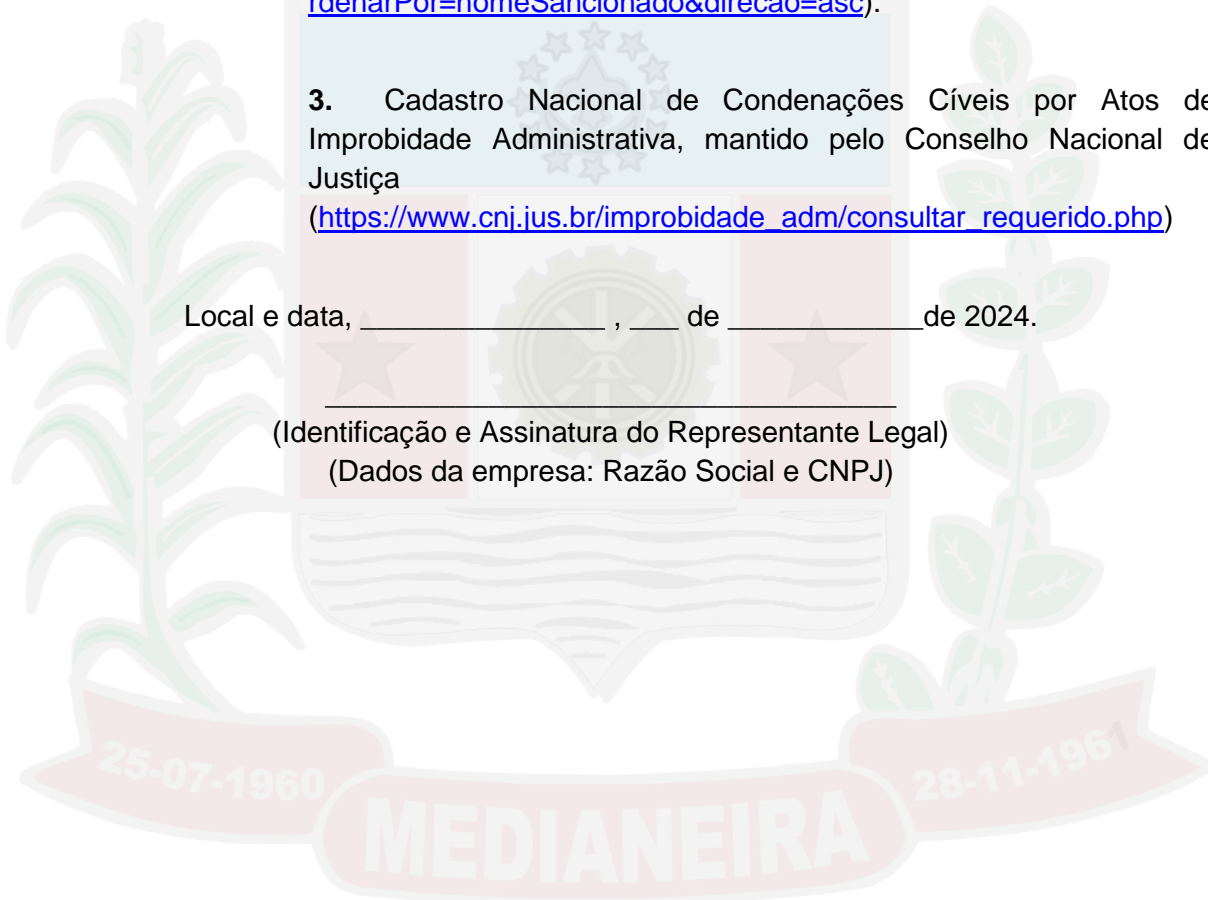 rdenarPor=nomeSancionado&direcao=asc).
3. Cadastro Nacional de Condenações Cíveis por Atos de
Improbidade Administrativa, mantido pelo Conselho Nacional de
Justiça
(https://www.cnj.jus.br/improbidade_adm/consultar_requerido.php)
Local e data, _______________ , ___ de ____________de 2024.
___________________________________
(Identificação e Assinatura do Representante Legal)
(Dados da empresa: Razão Social e CNPJ)
25-07-1960
28-11-1961
MEDIANEIRA